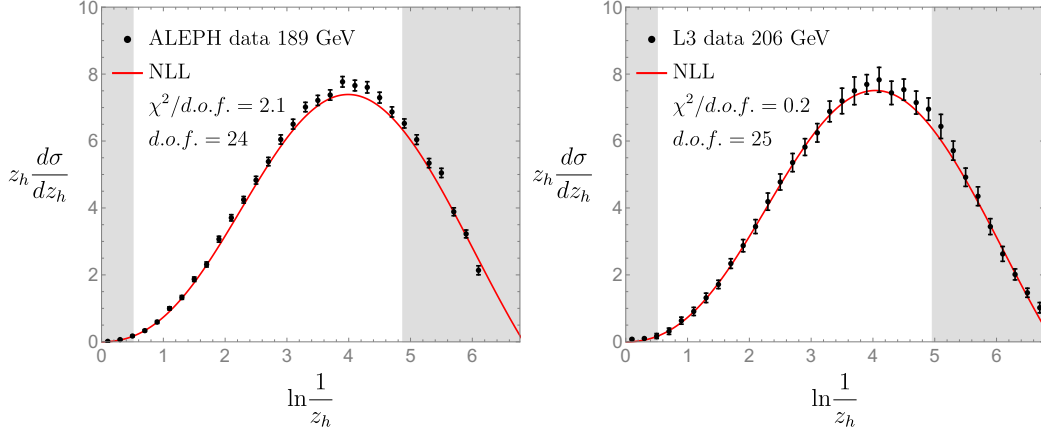 ALEPH data 189 GeV
NLL
χ²/d.o.f. = 2.1
d.o.f. = 24
z_h dσ/dz_h
10
8
6
4
2
0
0 1 2 3 4 5 6
ln 1/z_h
L3 data 206 GeV
NLL
χ²/d.o.f. = 0.2
d.o.f. = 25
z_h dσ/dz_h
10
8
6
4
2
0
0 1 2 3 4 5 6
ln 1/z_h